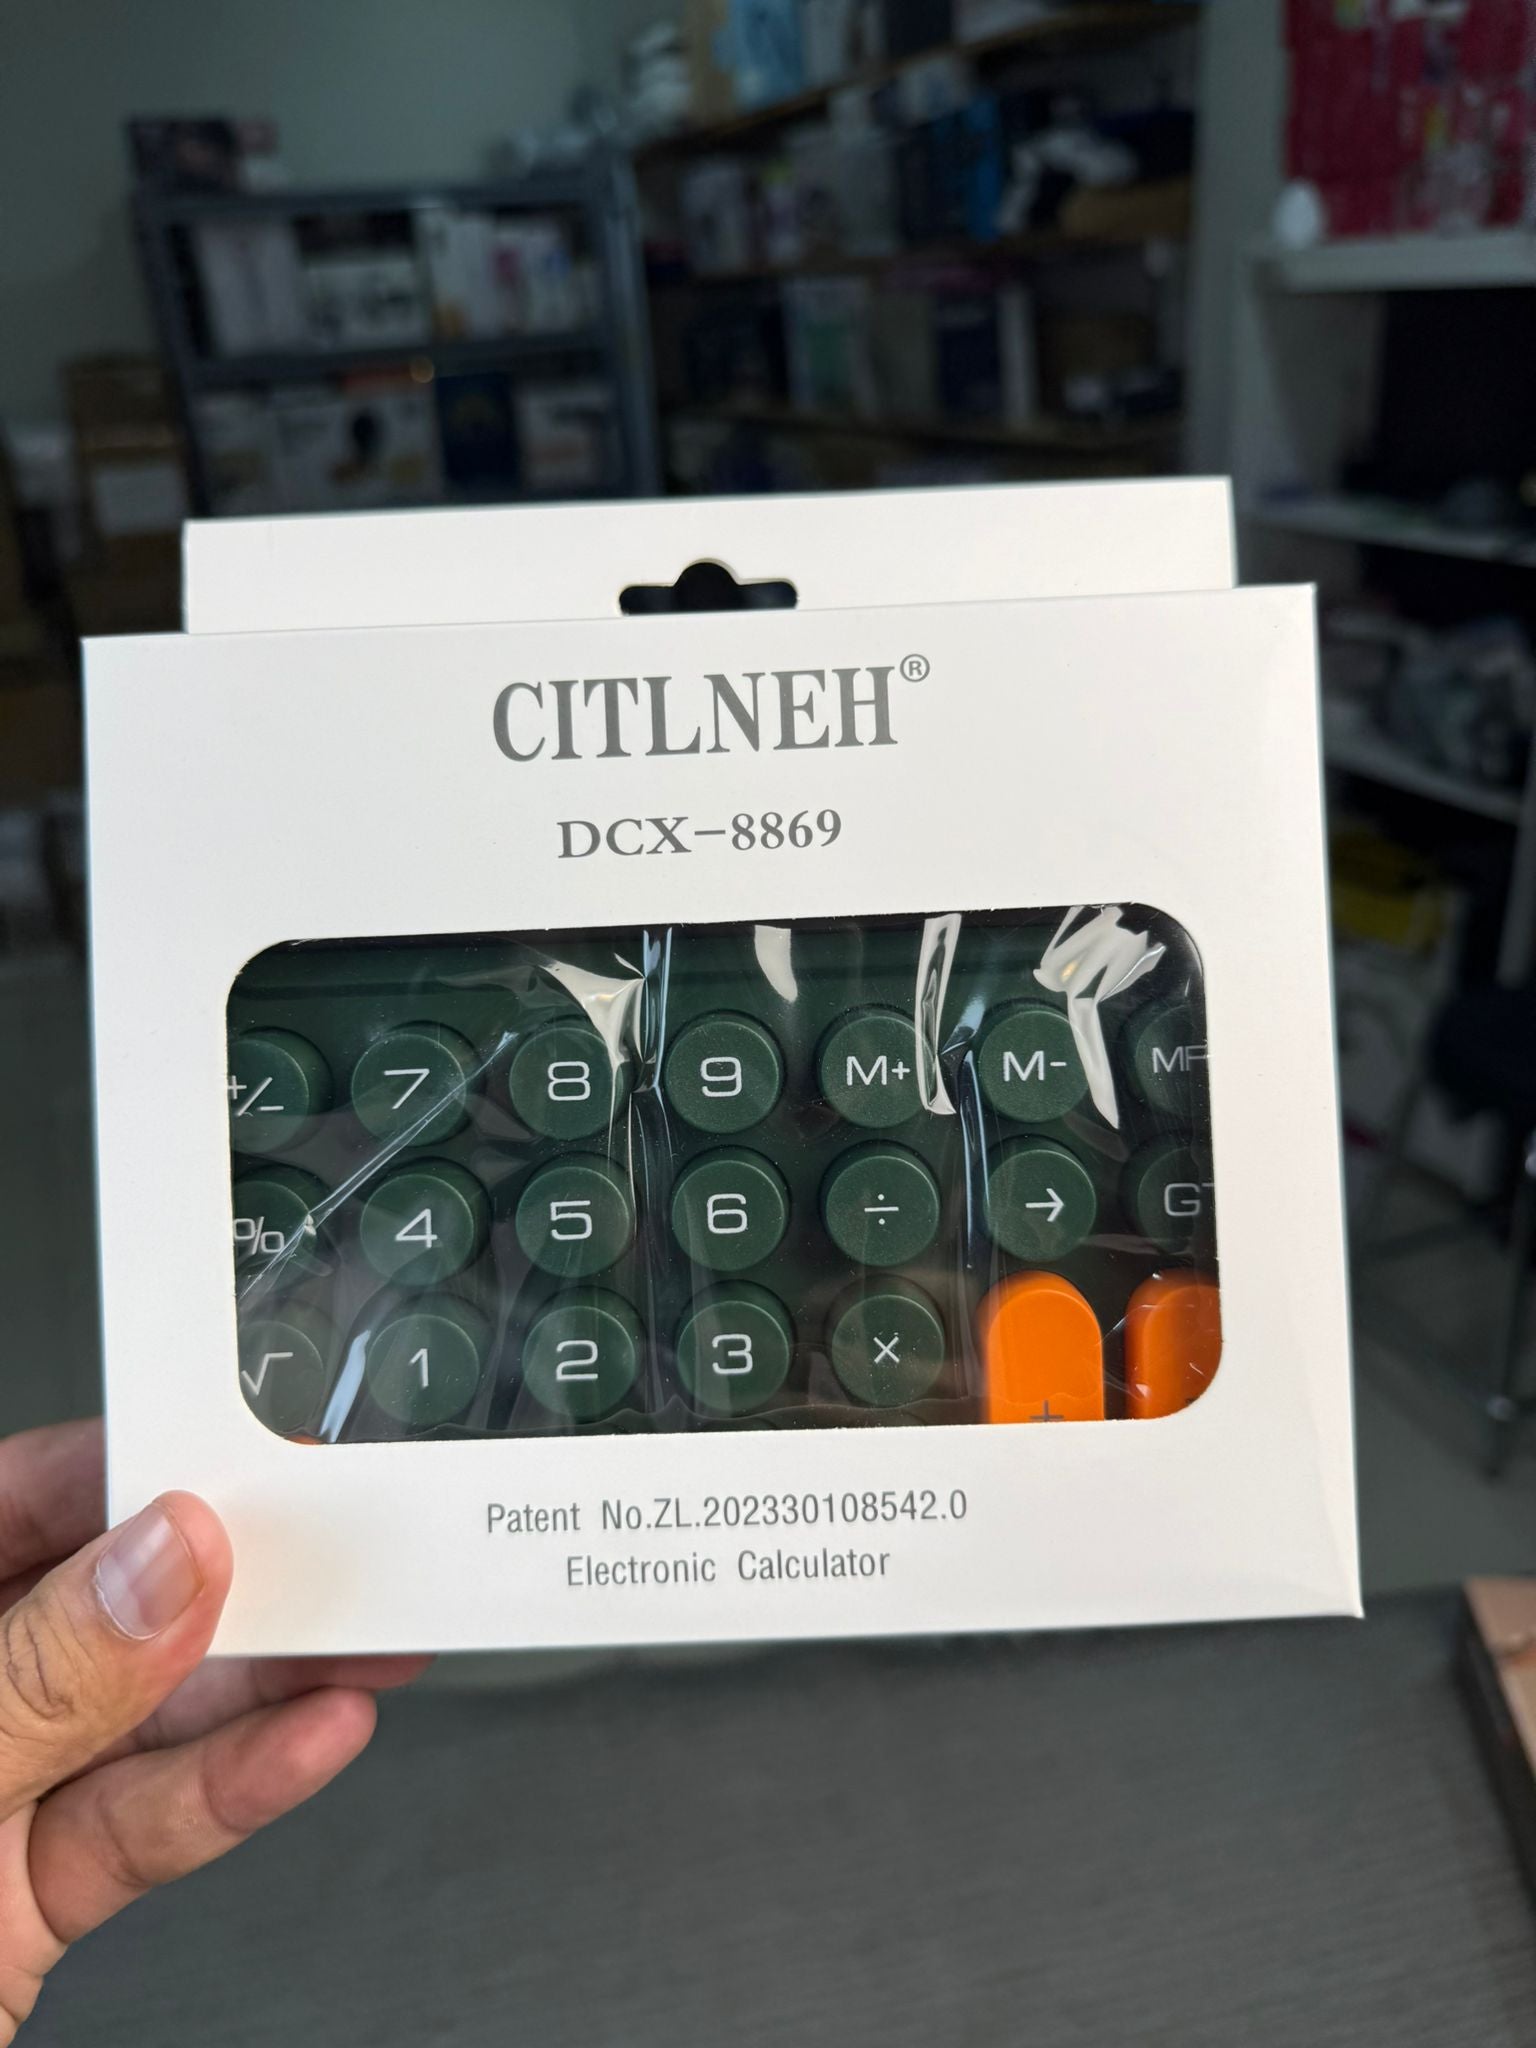 CITLNEH®
DCX-8869
+/- 7 8 9 M+ M-
% 4 5 6 ÷ →
√ 1 2 3 ×
+
Patent No.ZL.202330108542.0
Electronic Calculator